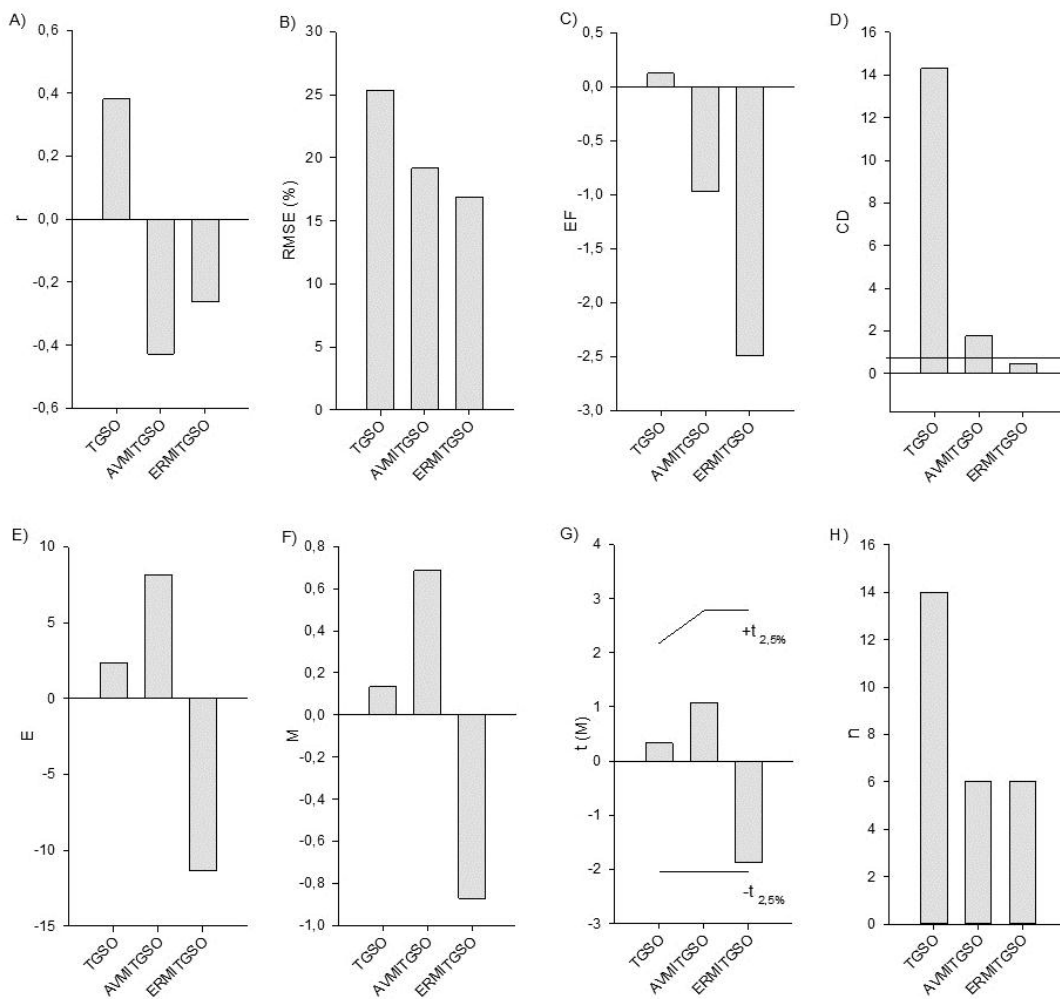 A)
0,6
0,4
0,2
0,0
-0,2
-0,4
-0,6
r
TGSO
AVMITGSO
ERMITGSO
B)
30
25
20
15
10
5
0
RMSE (%)
TGSO
AVMITGSO
ERMITGSO
C)
0,5
0,0
-0,5
-1,0
-1,5
-2,0
-2,5
-3,0
EF
TGSO
AVMITGSO
ERMITGSO
D)
16
14
12
10
8
6
4
2
0
CD
TGSO
AVMITGSO
ERMITGSO
E)
10
5
0
-5
-10
-15
E
TGSO
AVMITGSO
ERMITGSO
F)
0,8
0,6
0,4
0,2
0,0
-0,2
-0,4
-0,6
-0,8
-1,0
M
TGSO
AVMITGSO
ERMITGSO
G)
4
3
2
1
0
-1
-2
-3
t (M)
+t 2,5%
-t 2,5%
TGSO
AVMITGSO
ERMITGSO
H)
16
14
12
10
8
6
4
2
0
n
TGSO
AVMITGSO
ERMITGSO